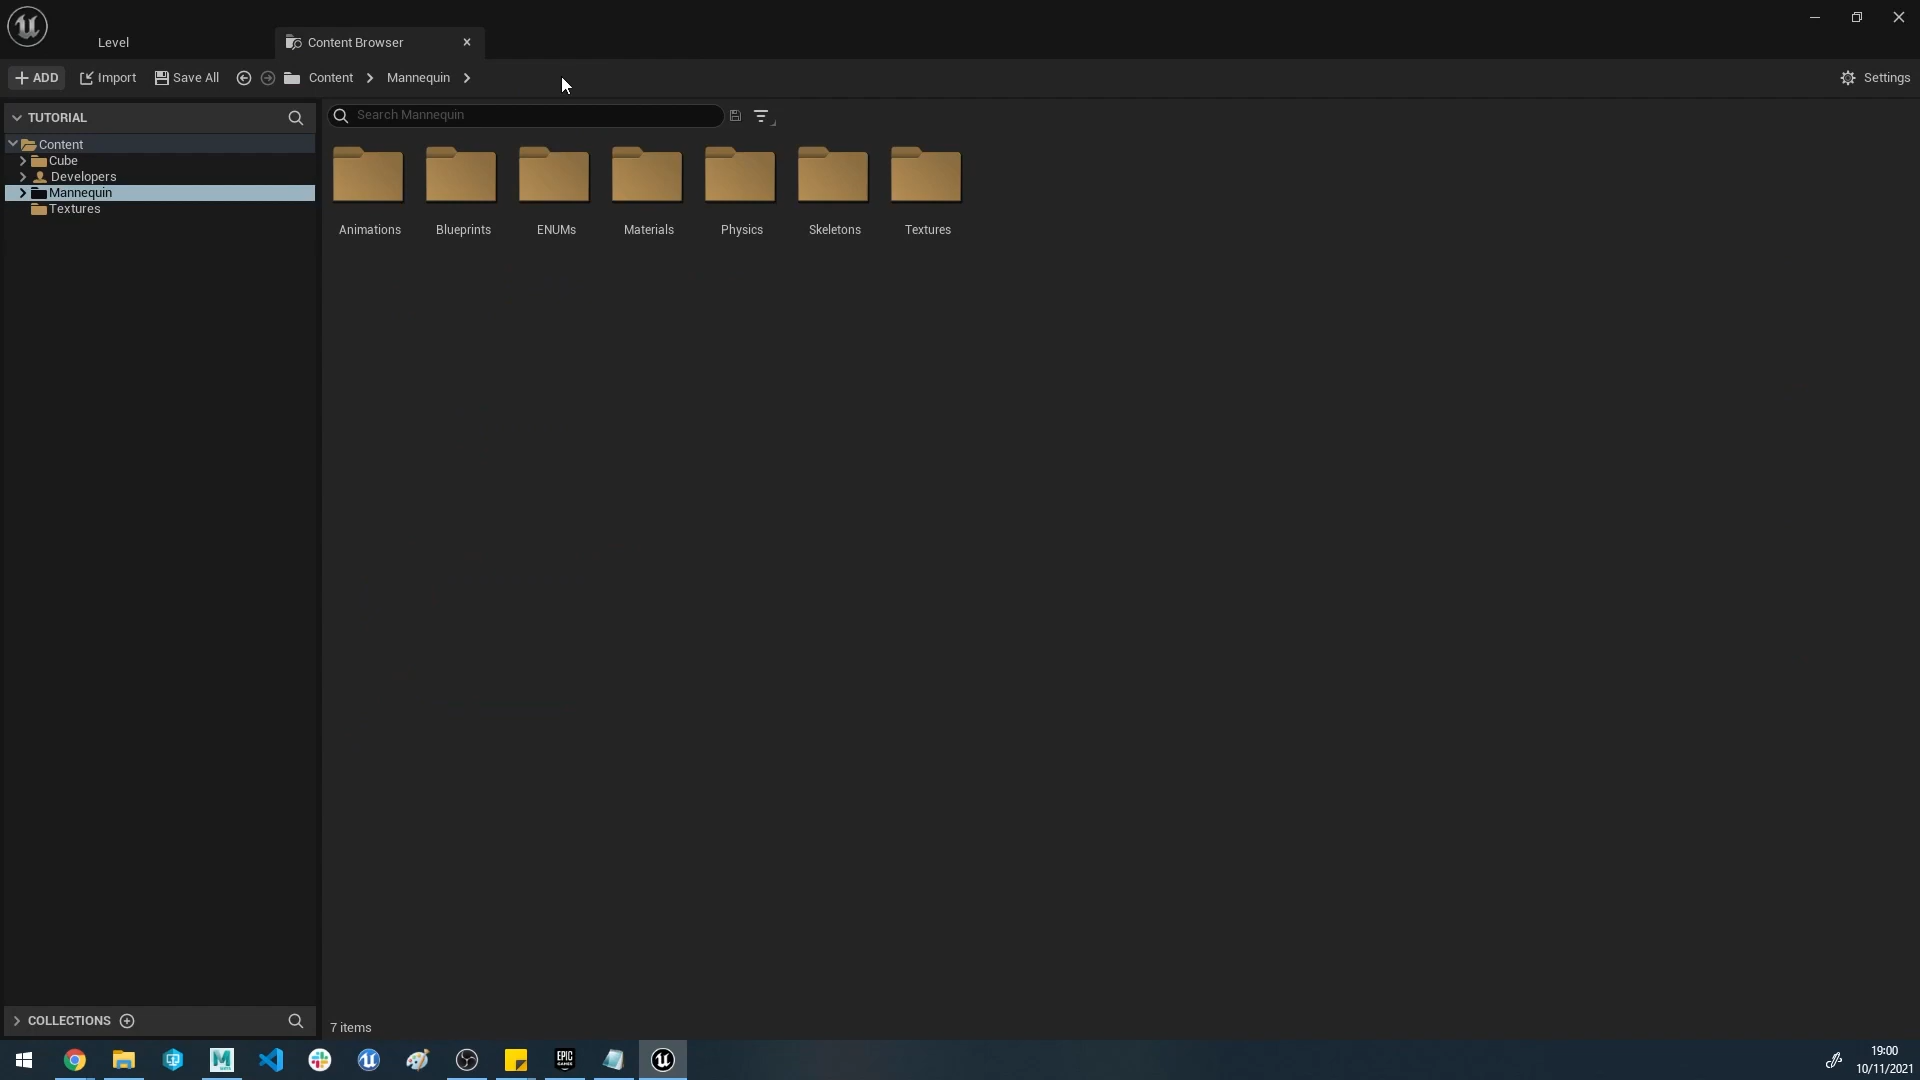 Level
Content Browser
ADD
Import
Save All
Content
Mannequin
Settings
TUTORIAL
Search Mannequin
Content
Cube
Developers
Mannequin
Textures
Animations
Blueprints
ENUMs
Materials
Physics
Skeletons
Textures
7 items
COLLECTIONS
EPIC
GAMES
19:00
10/11/2021